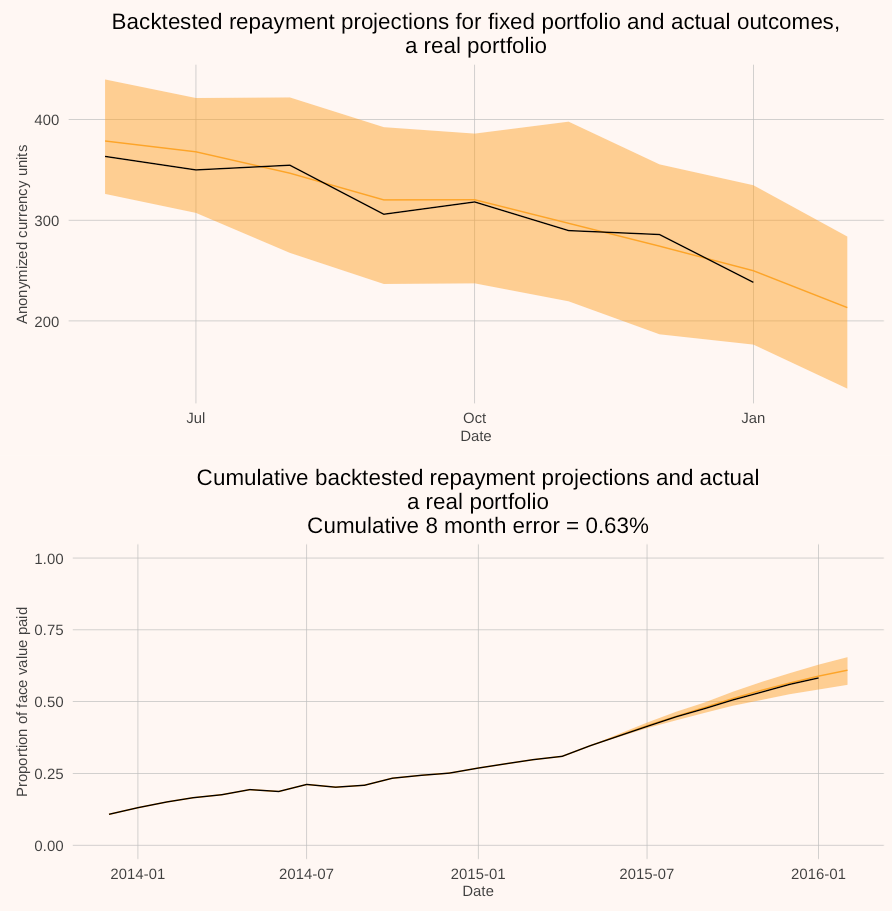 Backtested repayment projections for fixed portfolio and actual outcomes,
a real portfolio
Anonymized currency units
400
300
200
Jul
Oct
Jan
Date
Cumulative backtested repayment projections and actual
a real portfolio
Cumulative 8 month error = 0.63%
Proportion of face value paid
1.00
0.75
0.50
0.25
0.00
2014-01
2014-07
2015-01
2015-07
2016-01
Date